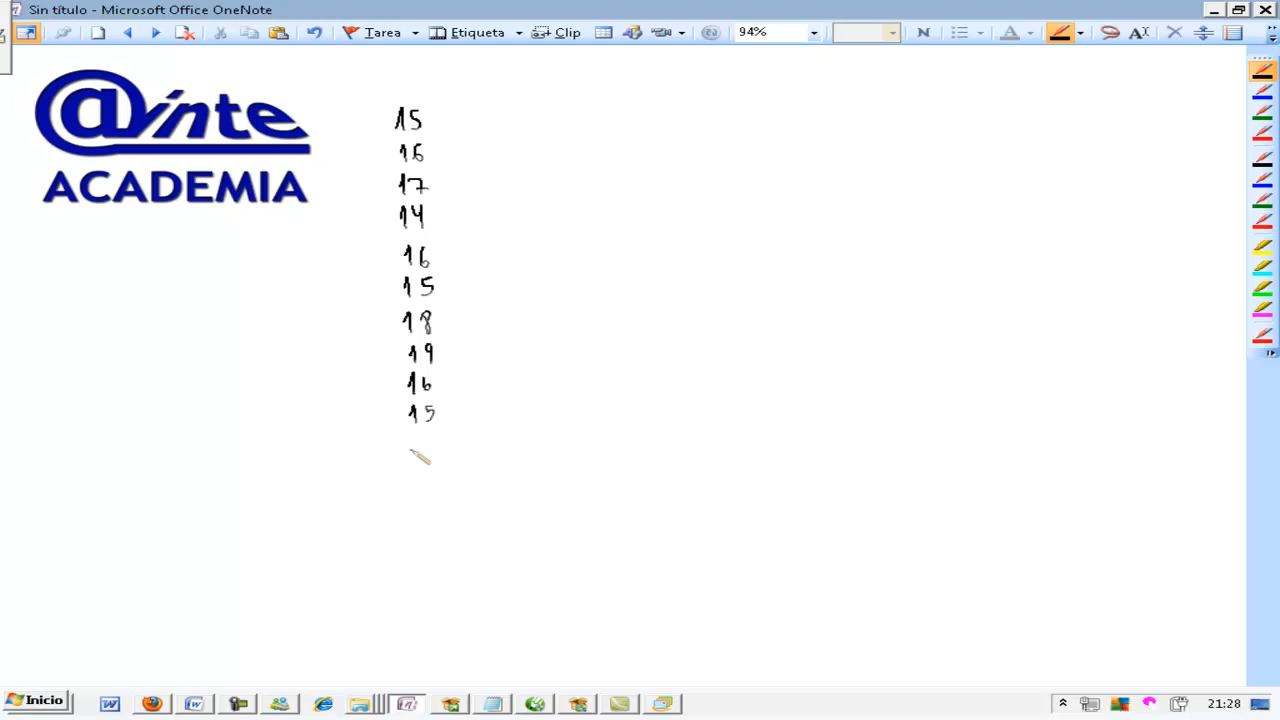 Sin título - Microsoft Office OneNote
Tarea Etiqueta Clip 94% N A
@inte
ACADEMIA
15
16
17
14
16
15
18
19
16
15
Inicio 21:28